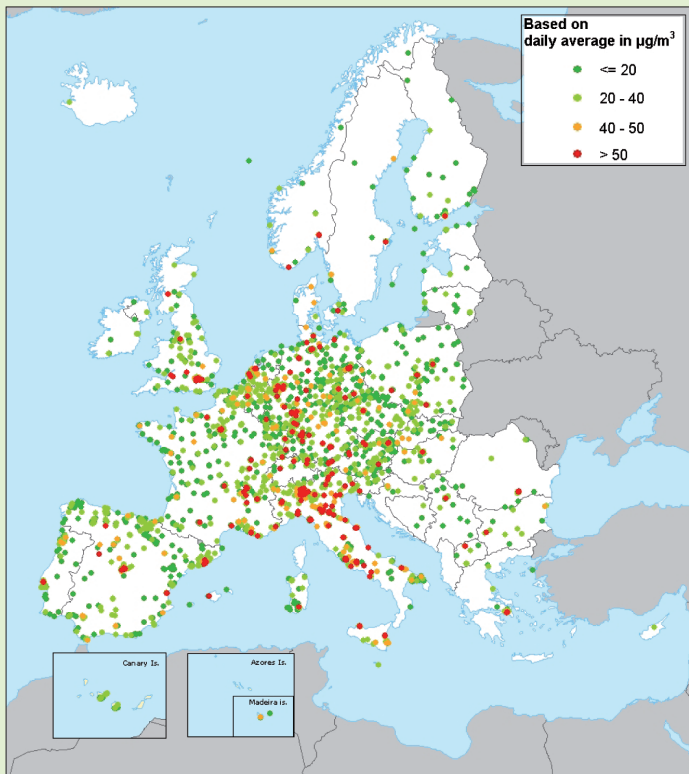 Based on
daily average in µg/m³
<= 20
20 - 40
40 - 50
> 50
Canary Is.
Azores Is.
Madeira is.